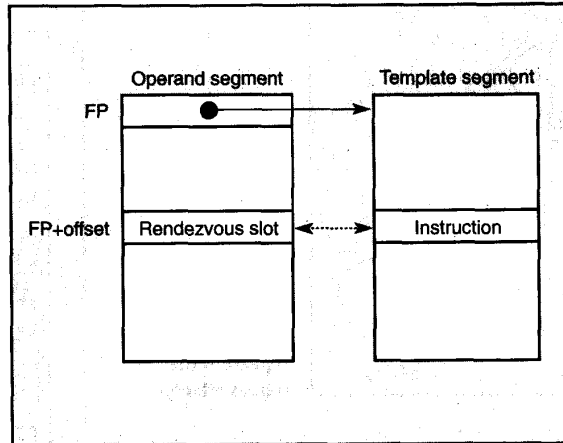 Operand segment
Template segment
FP
FP+offset
Rendezvous slot
Instruction